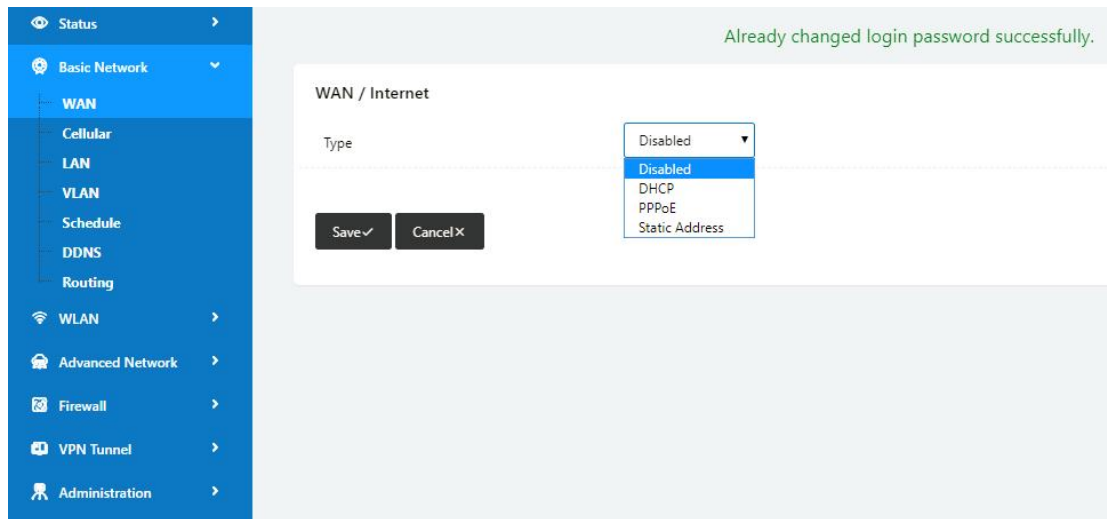 Status
Basic Network
WAN
Cellular
LAN
VLAN
Schedule
DDNS
Routing
WLAN
Advanced Network
Firewall
VPN Tunnel
Administration
Already changed login password successfully.
WAN / Internet
Type
Disabled
Disabled
DHCP
PPPoE
Static Address
Save Cancel